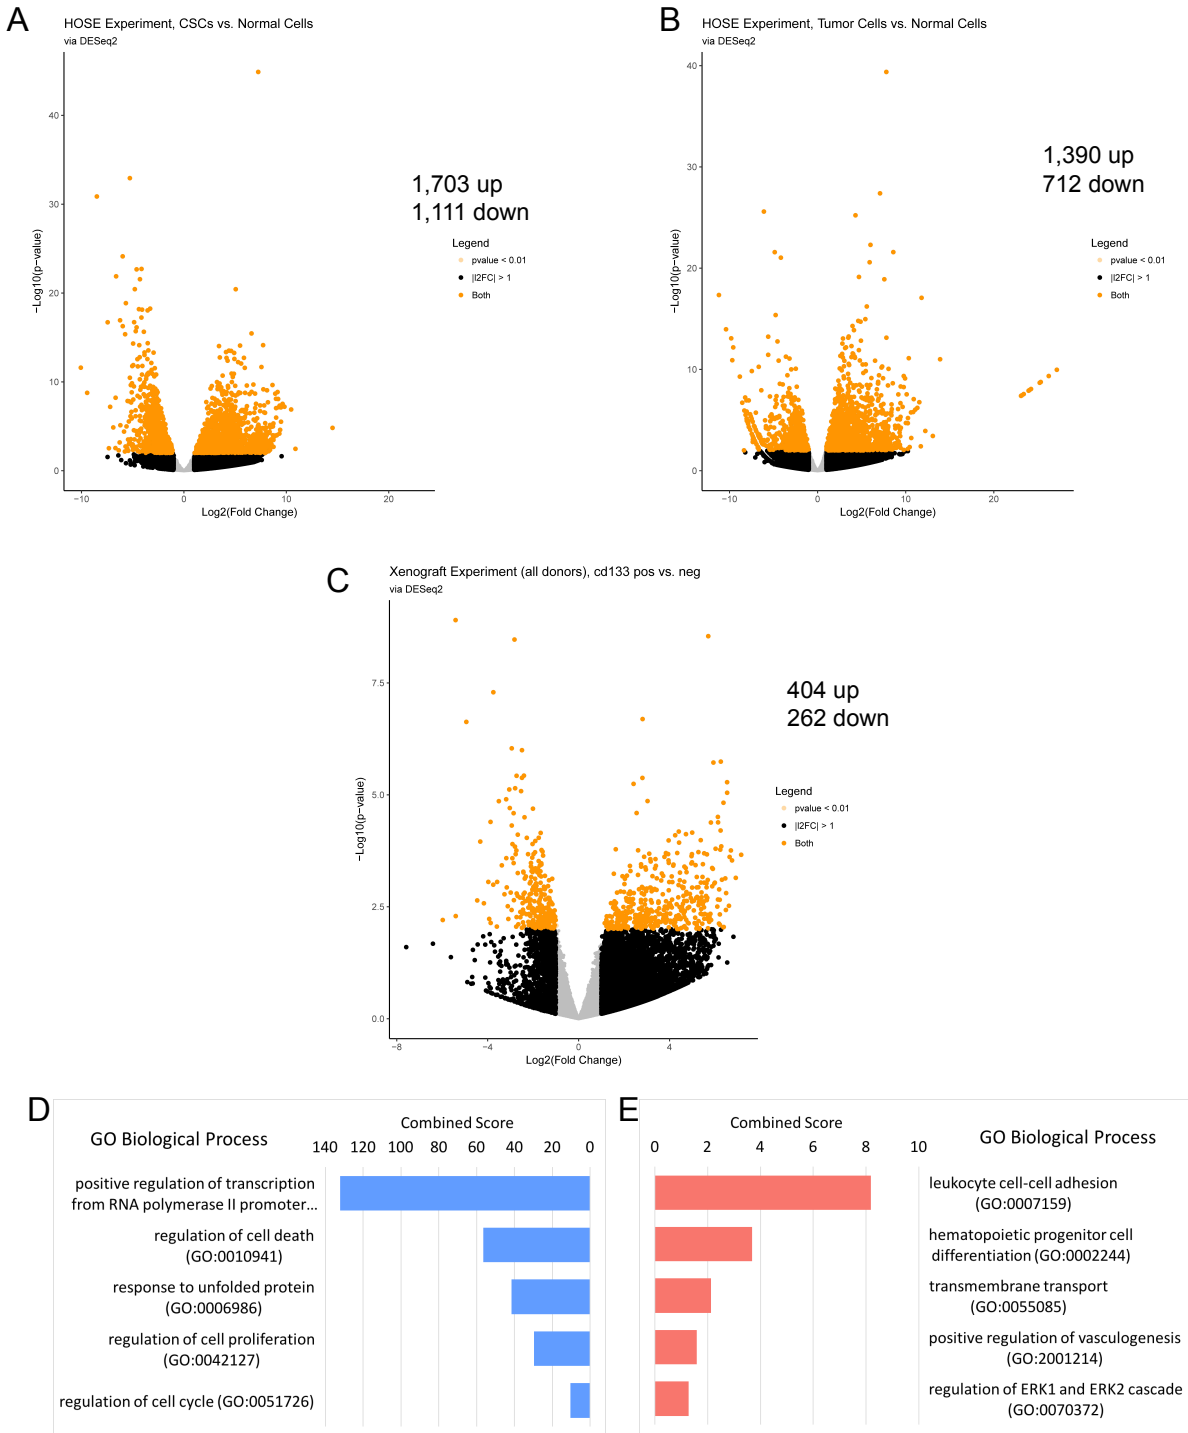 A
HOSE Experiment, CSCs vs. Normal Cells
via DESeq2
40
30
20
10
0
−10
0
10
20
−Log10(p−value)
Log2(Fold Change)
1,703 up
1,111 down
Legend
pvalue < 0.01
|l2FC| > 1
Both
B
HOSE Experiment, Tumor Cells vs. Normal Cells
via DESeq2
40
30
20
10
0
−10
0
10
20
−Log10(p−value)
Log2(Fold Change)
1,390 up
712 down
Legend
pvalue < 0.01
|l2FC| > 1
Both
C
Xenograft Experiment (all donors), cd133 pos vs. neg
via DESeq2
7.5
5.0
2.5
0.0
−8
−4
0
4
−Log10(p−value)
Log2(Fold Change)
404 up
262 down
Legend
pvalue < 0.01
|l2FC| > 1
Both
D
GO Biological Process
Combined Score
140 120 100 80 60 40 20 0
positive regulation of transcription
from RNA polymerase II promoter...
regulation of cell death
(GO:0010941)
response to unfolded protein
(GO:0006986)
regulation of cell proliferation
(GO:0042127)
regulation of cell cycle (GO:0051726)
E
Combined Score
0 2 4 6 8 10
GO Biological Process
leukocyte cell-cell adhesion
(GO:0007159)
hematopoietic progenitor cell
differentiation (GO:0002244)
transmembrane transport
(GO:0055085)
positive regulation of vasculogenesis
(GO:2001214)
regulation of ERK1 and ERK2 cascade
(GO:0070372)